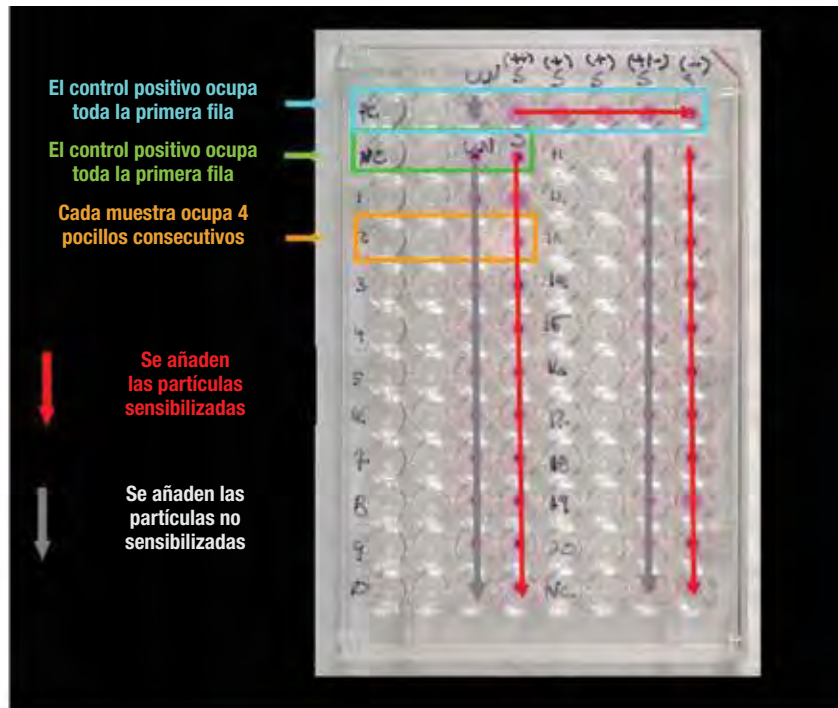 El control positivo ocupa
toda la primera fila
El control positivo ocupa
toda la primera fila
Cada muestra ocupa 4
pocillos consecutivos
Se añaden
las partículas
sensibilizadas
Se añaden las
partículas no
sensibilizadas
UN (++) (+) (+) (+/-) (-)
S S S S S
PC
NC UN S 11
1 12
2 13
3 14
4 15
5 16
6 17
7 18
8 19
9 20
NC